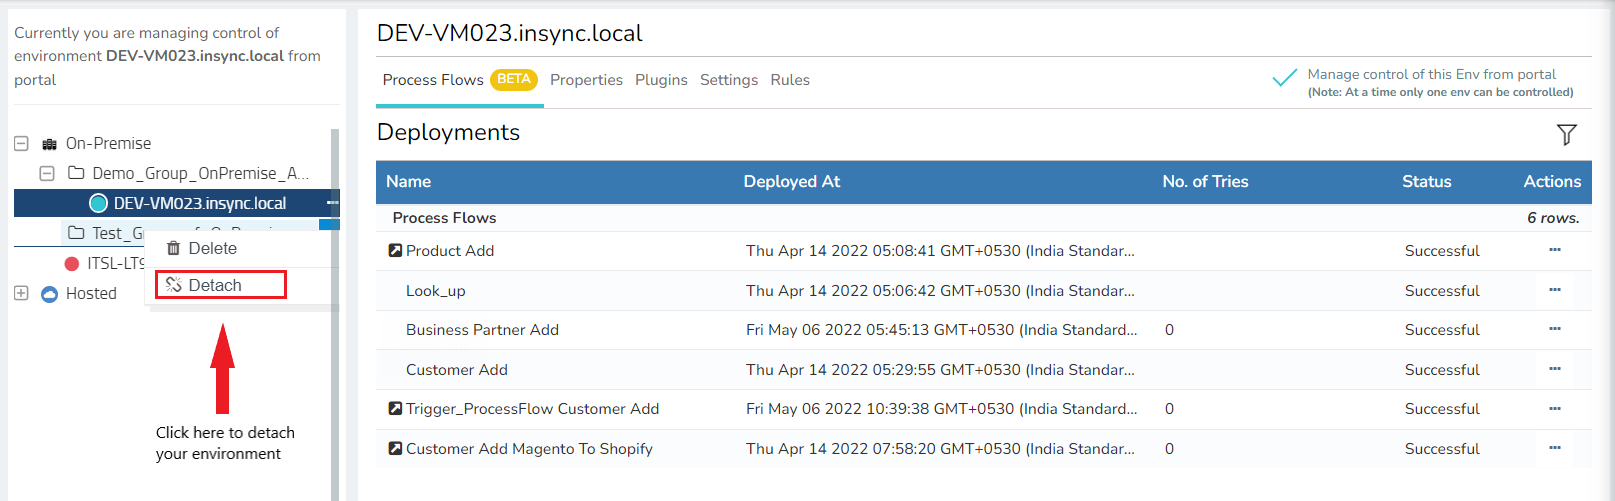 Currently you are managing control of
environment DEV-VM023.insync.local from
portal
On-Premise
Demo_Group_OnPremise_A...
DEV-VM023.insync.local
ITSL-LT9
Hosted
Delete
Detach
Click here to detach
your environment
DEV-VM023.insync.local
Process Flows BETA Properties Plugins Settings Rules
Manage control of this Env from portal
(Note: At a time only one env can be controlled)
Deployments
Name Deployed At No. of Tries Status Actions
Process Flows 6 rows.
Product Add Thu Apr 14 2022 05:08:41 GMT+0530 (India Standar... Successful ...
Look_up Thu Apr 14 2022 05:06:42 GMT+0530 (India Standar... Successful ...
Business Partner Add Fri May 06 2022 05:45:13 GMT+0530 (India Standard... 0 Successful ...
Customer Add Thu Apr 14 2022 05:29:55 GMT+0530 (India Standar... Successful ...
Trigger_ProcessFlow Customer Add Fri May 06 2022 10:39:38 GMT+0530 (India Standard... 0 Successful ...
Customer Add Magento To Shopify Thu Apr 14 2022 07:58:20 GMT+0530 (India Standar... 0 Successful ...